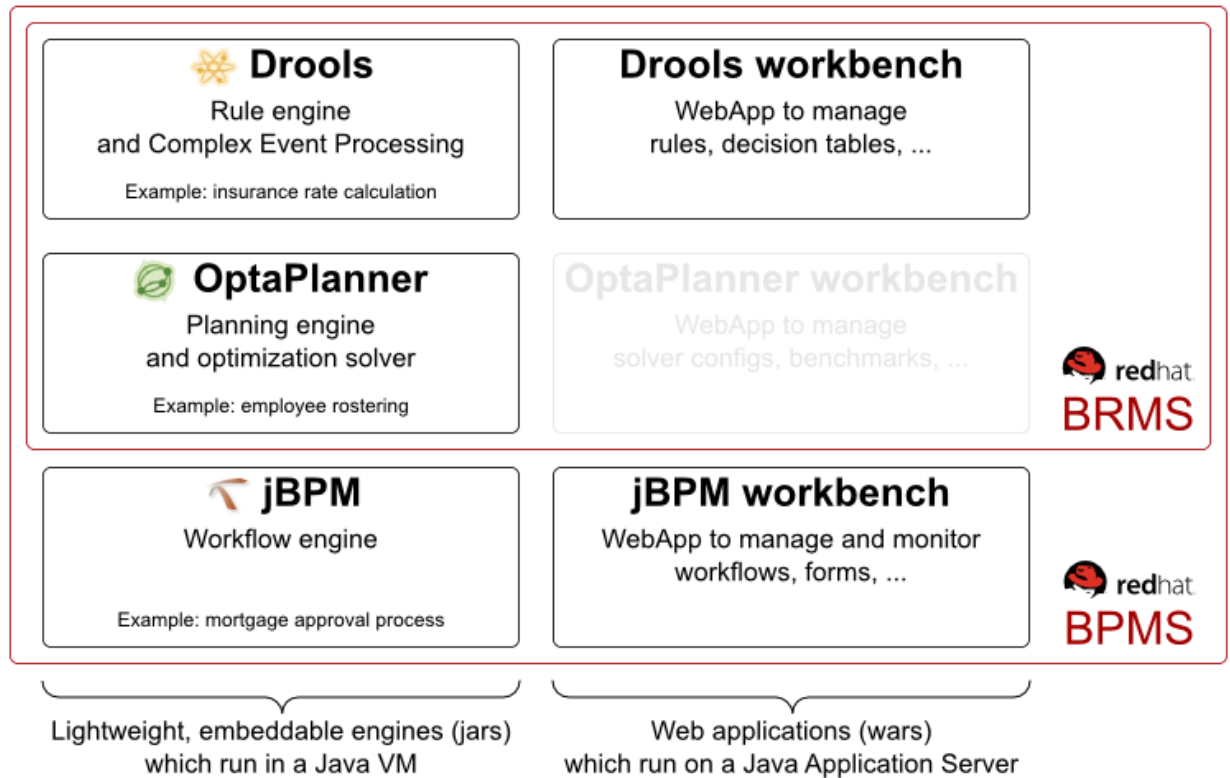 Drools
Rule engine
and Complex Event Processing
Example: insurance rate calculation
Drools workbench
WebApp to manage
rules, decision tables, ...
OptaPlanner
Planning engine
and optimization solver
Example: employee rostering
OptaPlanner workbench
WebApp to manage
solver configs, benchmarks, ...
redhat.
BRMS
jBPM
Workflow engine
Example: mortgage approval process
jBPM workbench
WebApp to manage and monitor
workflows, forms, ...
redhat.
BPMS
Lightweight, embeddable engines (jars)
which run in a Java VM
Web applications (wars)
which run on a Java Application Server